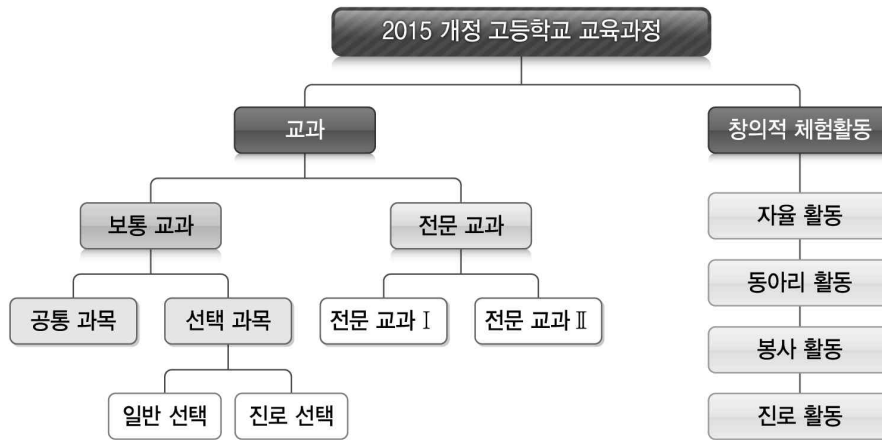 2015 개정 고등학교 교육과정
교과
창의적 체험활동
보통 교과
전문 교과
자율 활동
동아리 활동
공통 과목
선택 과목
전문 교과 Ⅰ
전문 교과 Ⅱ
봉사 활동
일반 선택
진로 선택
진로 활동